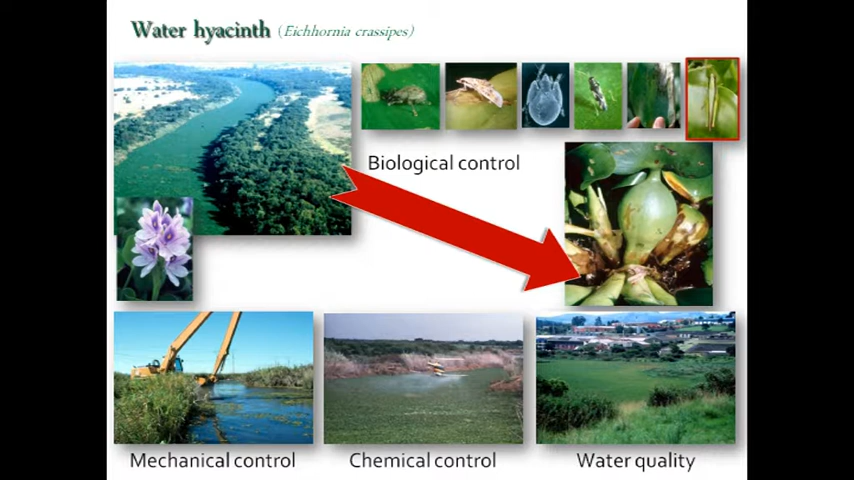 Water hyacinth (Eichhornia crassipes)
Biological control
Mechanical control
Chemical control
Water quality